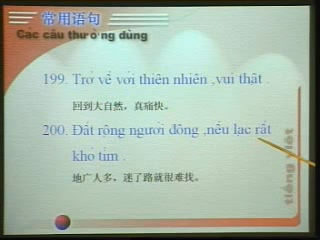 常用语句
Các câu thường dùng
199. Trở về với thiên nhiên ,vui thật .
回到大自然，真痛快。
200. Đất rộng người đông ,nếu lạc rất
khó tìm .
地广人多，迷了路就很难找。
tiếng việt